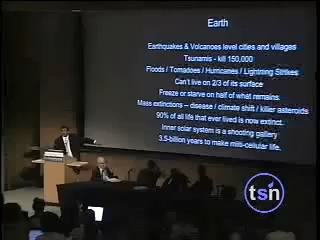 Earth
Earthquakes & Volcanoes level cities and villages
Tsunamis - kill 150,000
Floods / Tornadoes / Hurricanes / Lightning Strikes
Can't live on 2/3 of its surface
Freeze or starve on half of what remains.
Mass extinctions – disease / climate shift / killer asteroids
90% of all life that ever lived is now extinct.
Inner solar system is a shooting gallery
3.5-billion years to make multi-cellular life.
tsn